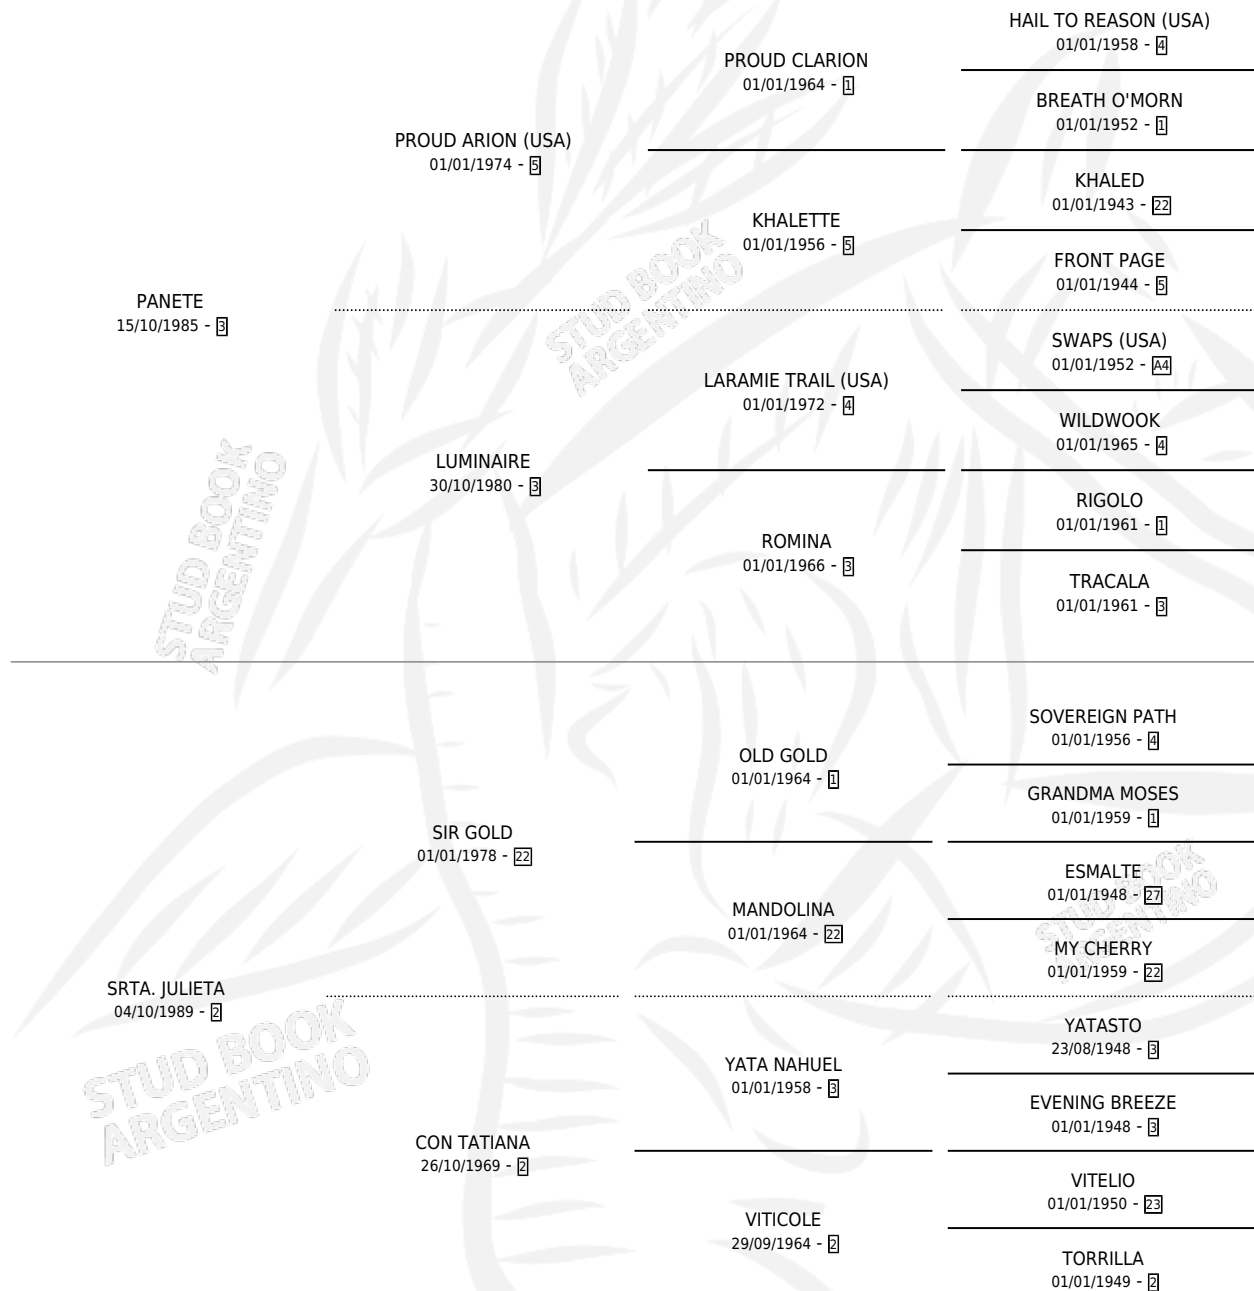 HAIL TO REASON (USA)
01/01/1958 - 4
PROUD CLARION
01/01/1964 - 1
BREATH O'MORN
01/01/1952 - 1
PROUD ARION (USA)
01/01/1974 - 5
KHALED
01/01/1943 - 22
KHALETTE
01/01/1956 - 5
FRONT PAGE
01/01/1944 - 5
PANETE
15/10/1985 - 3
SWAPS (USA)
01/01/1952 - A4
LARAMIE TRAIL (USA)
01/01/1972 - 4
WILDWOOK
01/01/1965 - 4
LUMINAIRE
30/10/1980 - 3
RIGOLO
01/01/1961 - 1
ROMINA
01/01/1966 - 3
TRACALA
01/01/1961 - 3
SOVEREIGN PATH
01/01/1956 - 4
OLD GOLD
01/01/1964 - 1
GRANDMA MOSES
01/01/1959 - 1
SIR GOLD
01/01/1978 - 22
ESMALTE
01/01/1948 - 27
MANDOLINA
01/01/1964 - 22
MY CHERRY
01/01/1959 - 22
SRTA. JULIETA
04/10/1989 - 2
YATASTO
23/08/1948 - 3
YATA NAHUEL
01/01/1958 - 3
EVENING BREEZE
01/01/1948 - 3
CON TATIANA
26/10/1969 - 2
VITELIO
01/01/1950 - 23
VITICOLE
29/09/1964 - 2
TORRILLA
01/01/1949 - 2
STUD BOOK
ARGENTINO
STUD BOOK
ARGENTINO
STUD BOOK
ARGENTINO
STUD BOOK
ARGENTINO